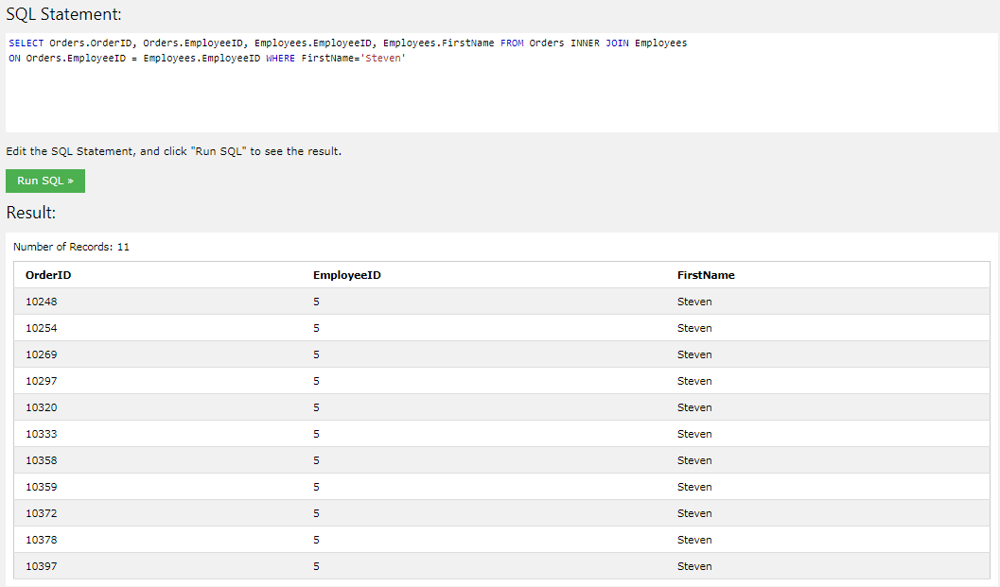 SQL Statement:
SELECT Orders.OrderID, Orders.EmployeeID, Employees.EmployeeID, Employees.FirstName FROM Orders INNER JOIN Employees
ON Orders.EmployeeID = Employees.EmployeeID WHERE FirstName='Steven'
Edit the SQL Statement, and click "Run SQL" to see the result.
Run SQL »
Result:
Number of Records: 11
OrderID EmployeeID FirstName
10248 5 Steven
10254 5 Steven
10269 5 Steven
10297 5 Steven
10320 5 Steven
10333 5 Steven
10358 5 Steven
10359 5 Steven
10372 5 Steven
10378 5 Steven
10397 5 Steven